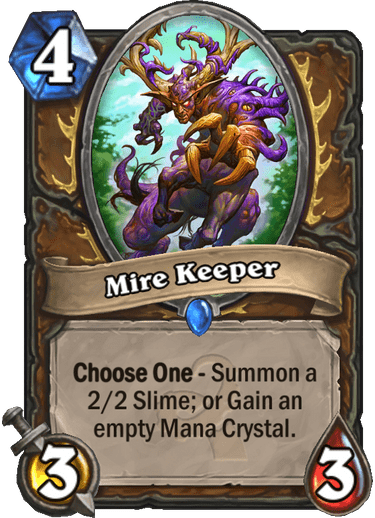 4
Mire Keeper
Choose One - Summon a
2/2 Slime; or Gain an
empty Mana Crystal.
3
3